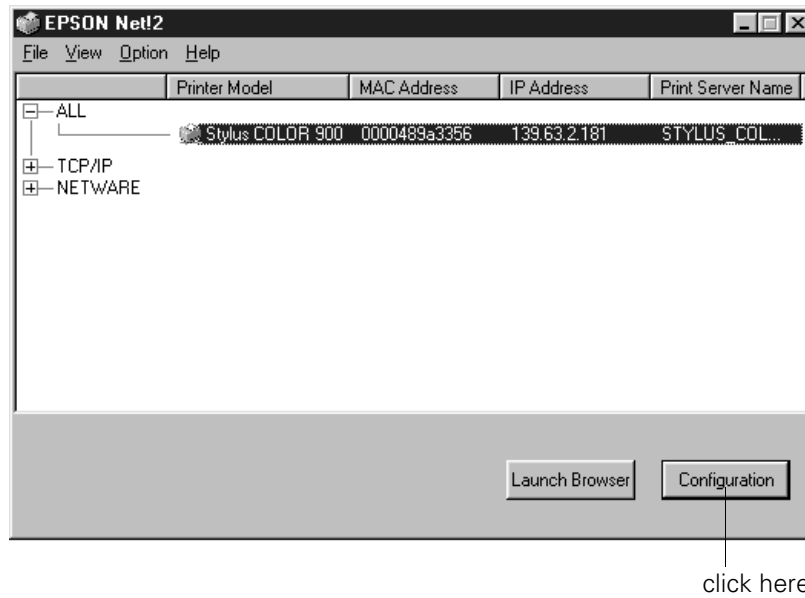 EPSON Net!2
File View Option Help
Printer Model MAC Address IP Address Print Server Name
ALL
Stylus COLOR 900 0000489a3356 139.63.2.181 STYLUS_COL...
TCP/IP
NETWARE
Launch Browser Configuration
click here